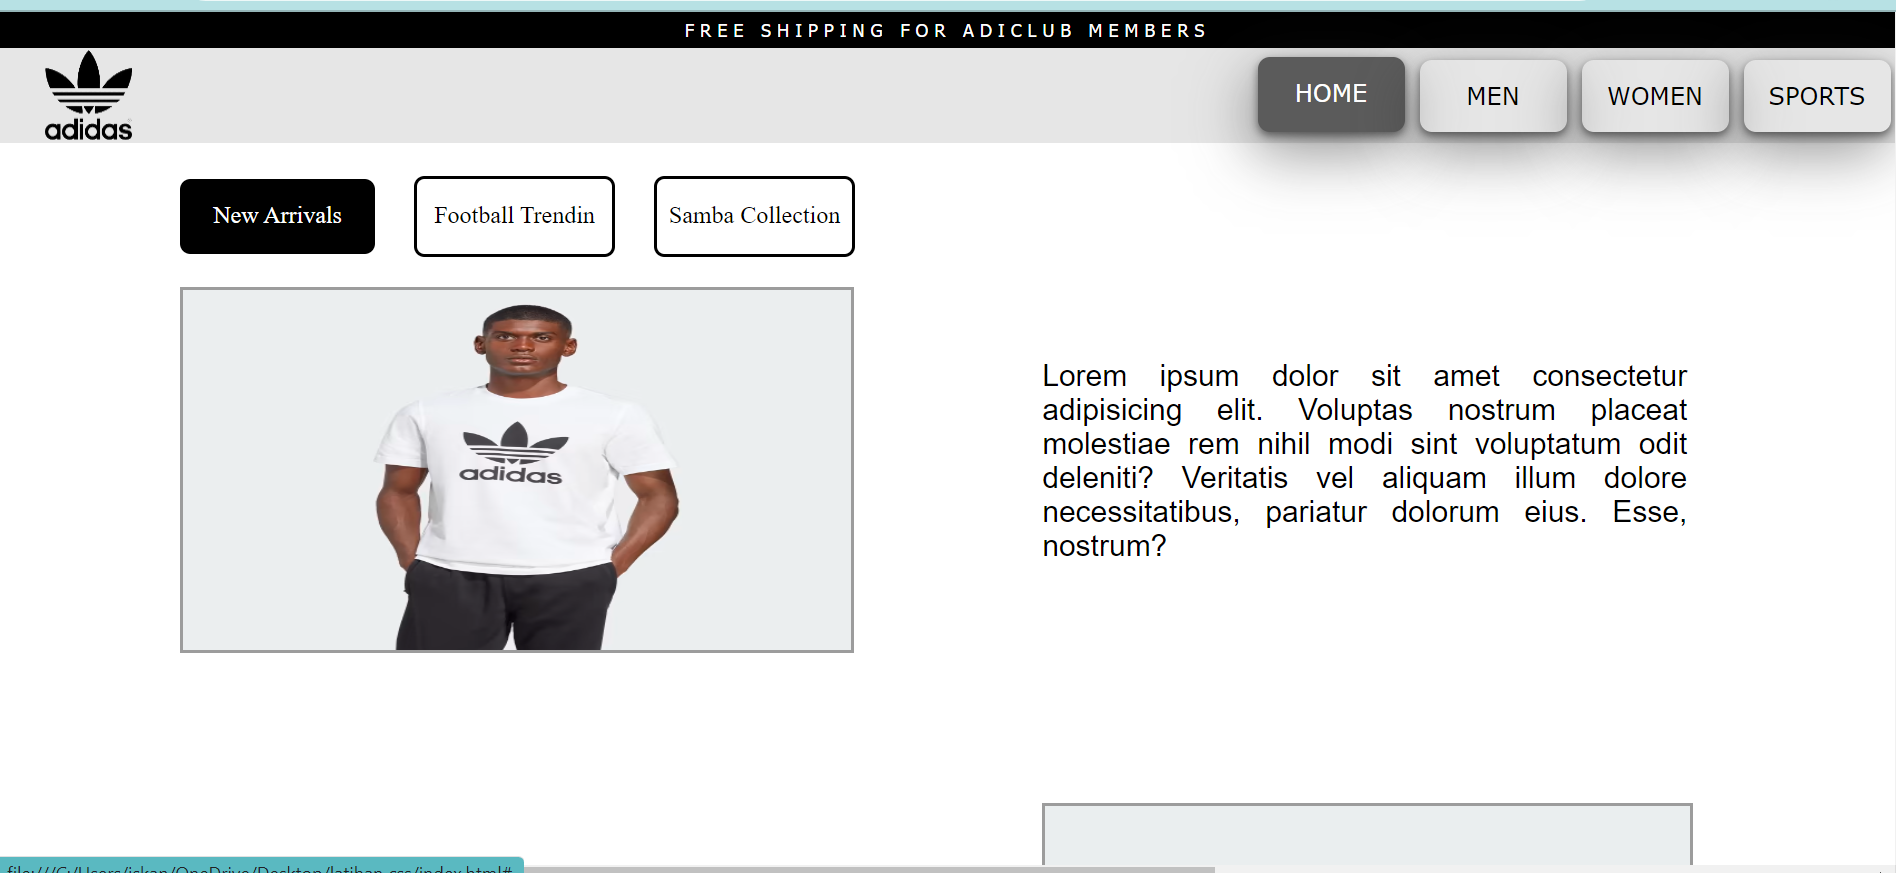 FREE SHIPPING FOR ADICLUB MEMBERS
adidas
HOME
MEN
WOMEN
SPORTS
New Arrivals
Football Trendin
Samba Collection
adidas
Lorem ipsum dolor sit amet consectetur
adipisicing elit. Voluptas nostrum placeat
molestiae rem nihil modi sint voluptatum odit
deleniti? Veritatis vel aliquam illum dolore
necessitatibus, pariatur dolorum eius. Esse,
nostrum?
file:///C:/Users/iskan/OneDrive/Desktop/latihan-css/index.html#